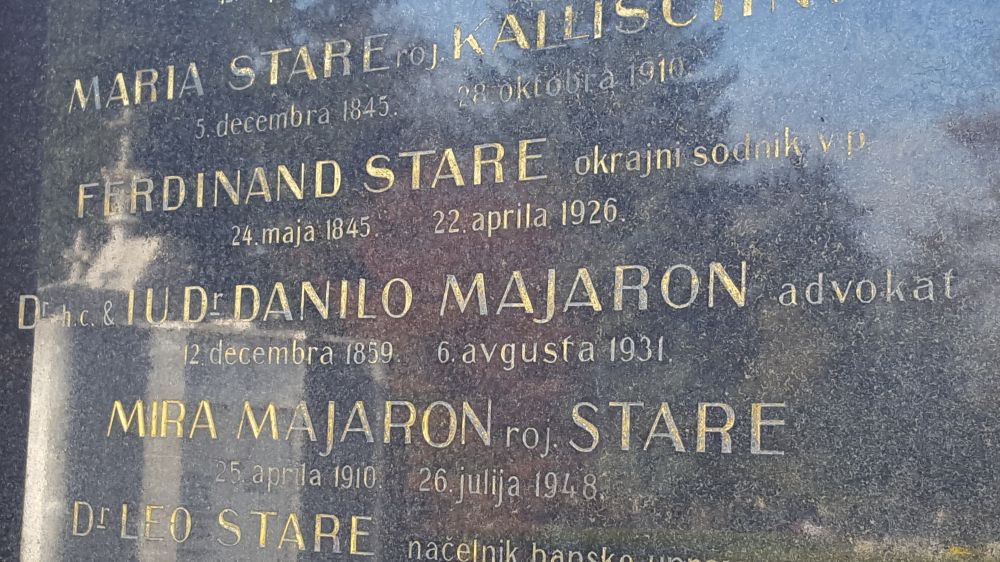 MARIA STARE roj. KALLISCHN
5. decembra 1845. 28. oktobra 1910.
FERDINAND STARE okrajni sodnik v p.
24. maja 1845. 22. aprila 1926.
Dr. h.c. & IU.Dr DANILO MAJARON advokat
12. decembra 1859. 6. avgusta 1931.
MIRA MAJARON roj. STARE
25. aprila 1910. 26. julija 1948.
Dr LEO STARE načelnik banske